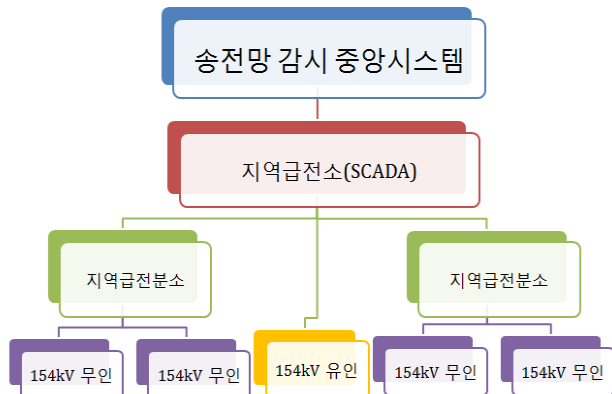 송전망 감시 중앙시스템
지역급전소(SCADA)
지역급전분소
지역급전분소
154kV 무인
154kV 무인
154kV 유인
154kV 무인
154kV 무인